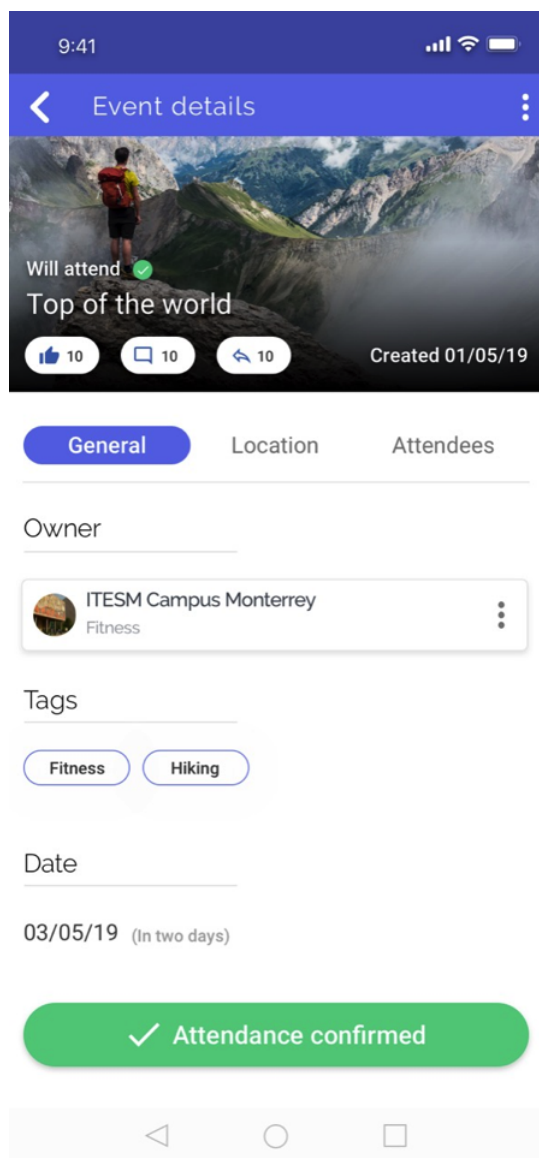 9:41
Event details
Will attend
Top of the world
10 10 10 Created 01/05/19
General Location Attendees
Owner
ITESM Campus Monterrey
Fitness
Tags
Fitness Hiking
Date
03/05/19 (In two days)
Attendance confirmed